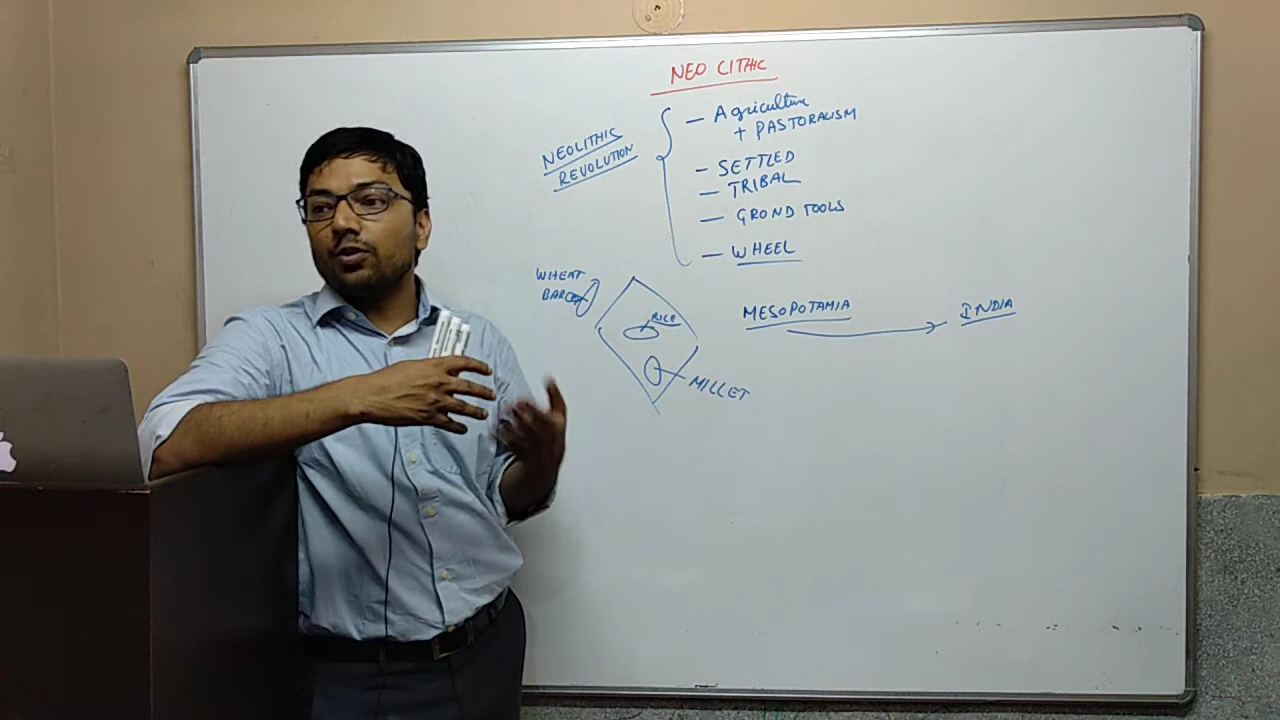 NEO LITHIC
NEOLITHIC
REVOLUTION
— Agriculture
+ PASTORALISM
— SETTLED
— TRIBAL
— GROND TOOLS
— WHEEL
WHEAT
RICE
MILLET
MESOPOTAMIA → INDIA